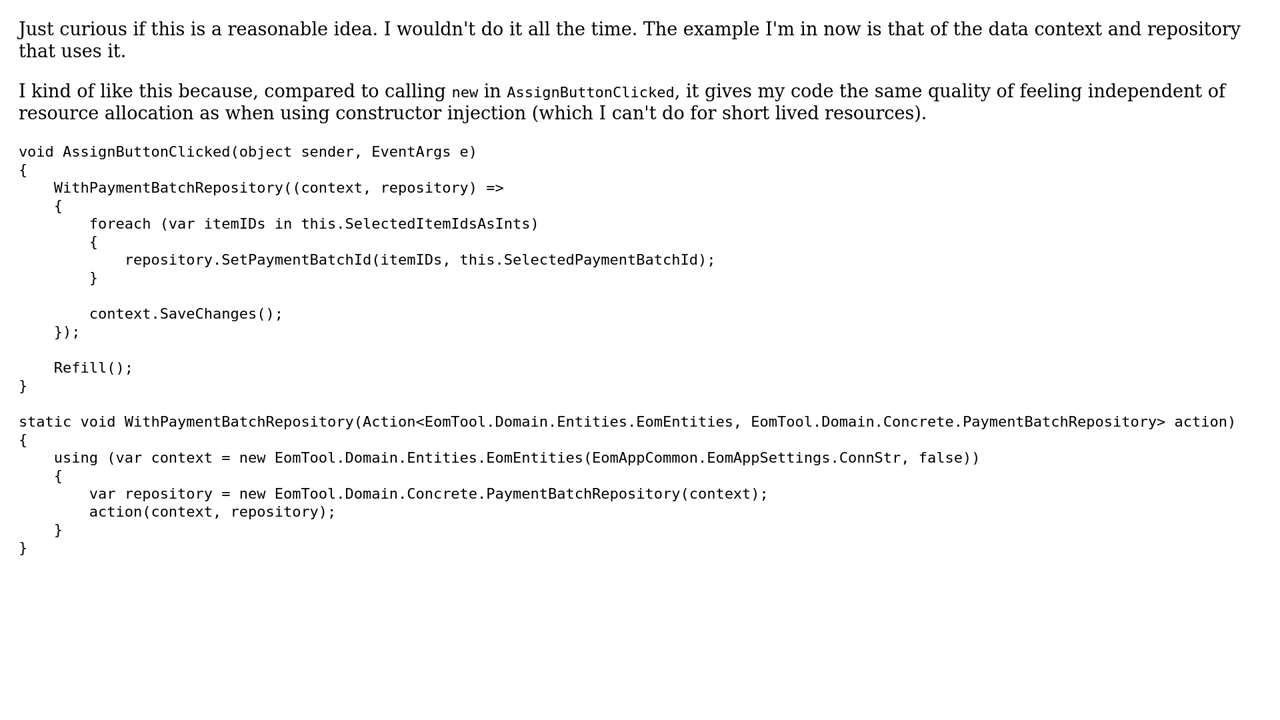 Just curious if this is a reasonable idea. I wouldn't do it all the time. The example I'm in now is that of the data context and repository
that uses it.
I kind of like this because, compared to calling new in AssignButtonClicked, it gives my code the same quality of feeling independent of
resource allocation as when using constructor injection (which I can't do for short lived resources).
void AssignButtonClicked(object sender, EventArgs e)
{
    WithPaymentBatchRepository((context, repository) =>
    {
        foreach (var itemIDs in this.SelectedItemIdsAsInts)
        {
            repository.SetPaymentBatchId(itemIDs, this.SelectedPaymentBatchId);
        }

        context.SaveChanges();
    });

    Refill();
}

static void WithPaymentBatchRepository(Action<EomTool.Domain.Entities.EomEntities, EomTool.Domain.Concrete.PaymentBatchRepository> action)
{
    using (var context = new EomTool.Domain.Entities.EomEntities(EomAppCommon.EomAppSettings.ConnStr, false))
    {
        var repository = new EomTool.Domain.Concrete.PaymentBatchRepository(context);
        action(context, repository);
    }
}